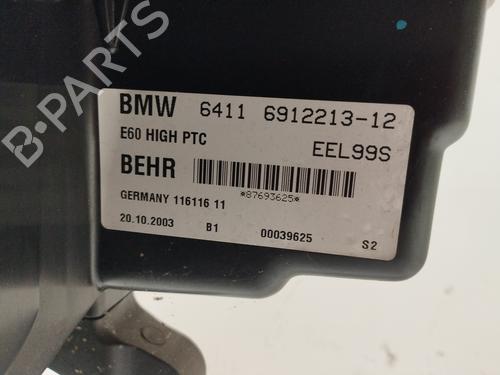 BMW 6411 6912213-12
E60 HIGH PTC
EEL99S
BEHR
*87693625*
GERMANY 116116 11
20.10.2003 B1 00039625 S2
B-PARTS